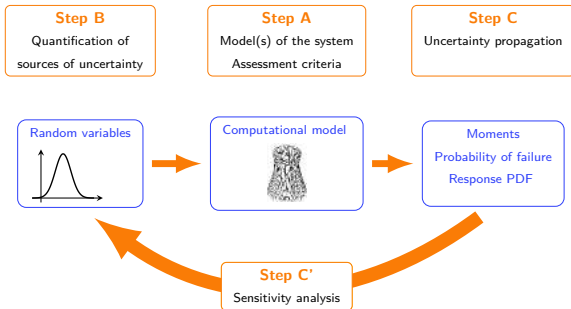 Step B
Quantification of
sources of uncertainty
Step A
Model(s) of the system
Assessment criteria
Step C
Uncertainty propagation
Random variables
Computational model
Moments
Probability of failure
Response PDF
Step C'
Sensitivity analysis